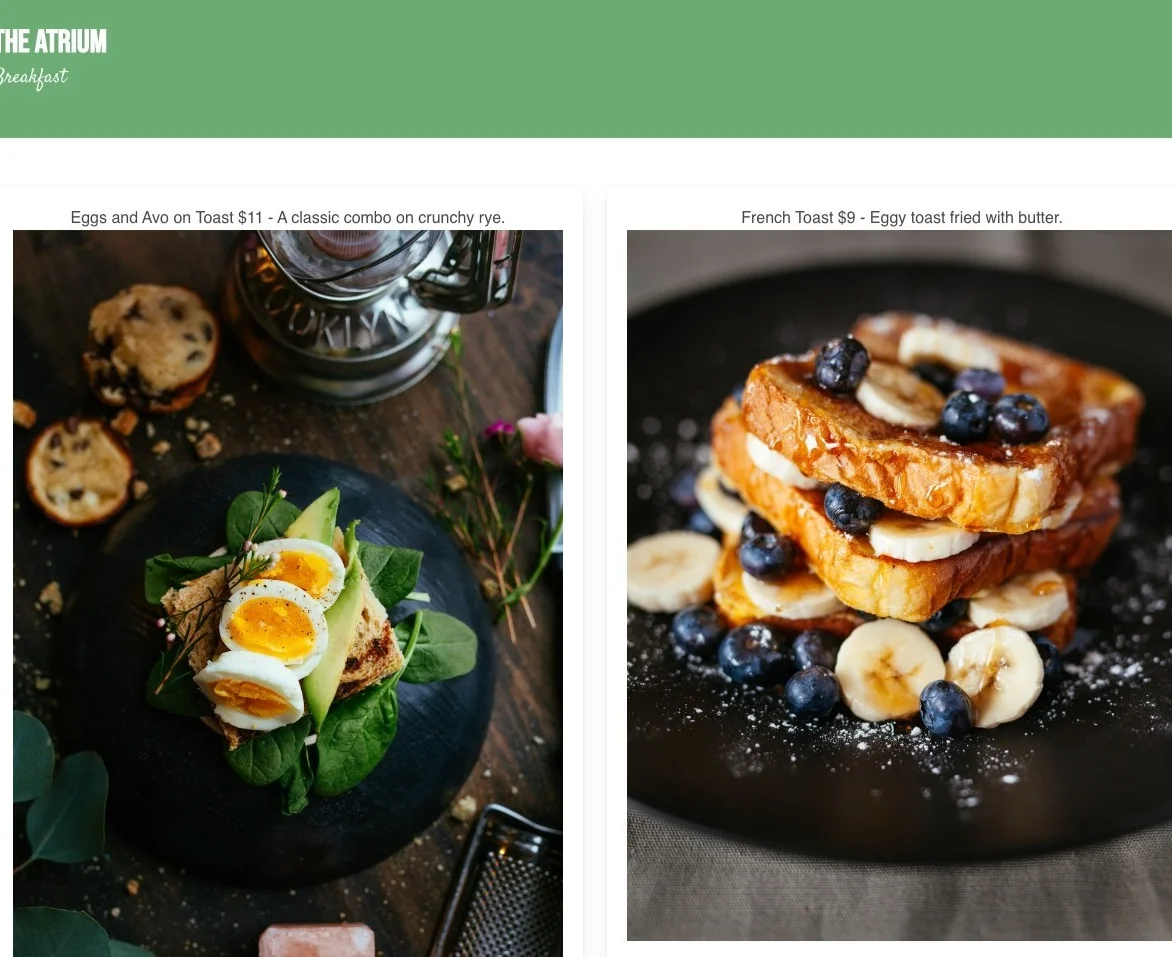 THE ATRIUM
Breakfast
Eggs and Avo on Toast $11 - A classic combo on crunchy rye.
French Toast $9 - Eggy toast fried with butter.